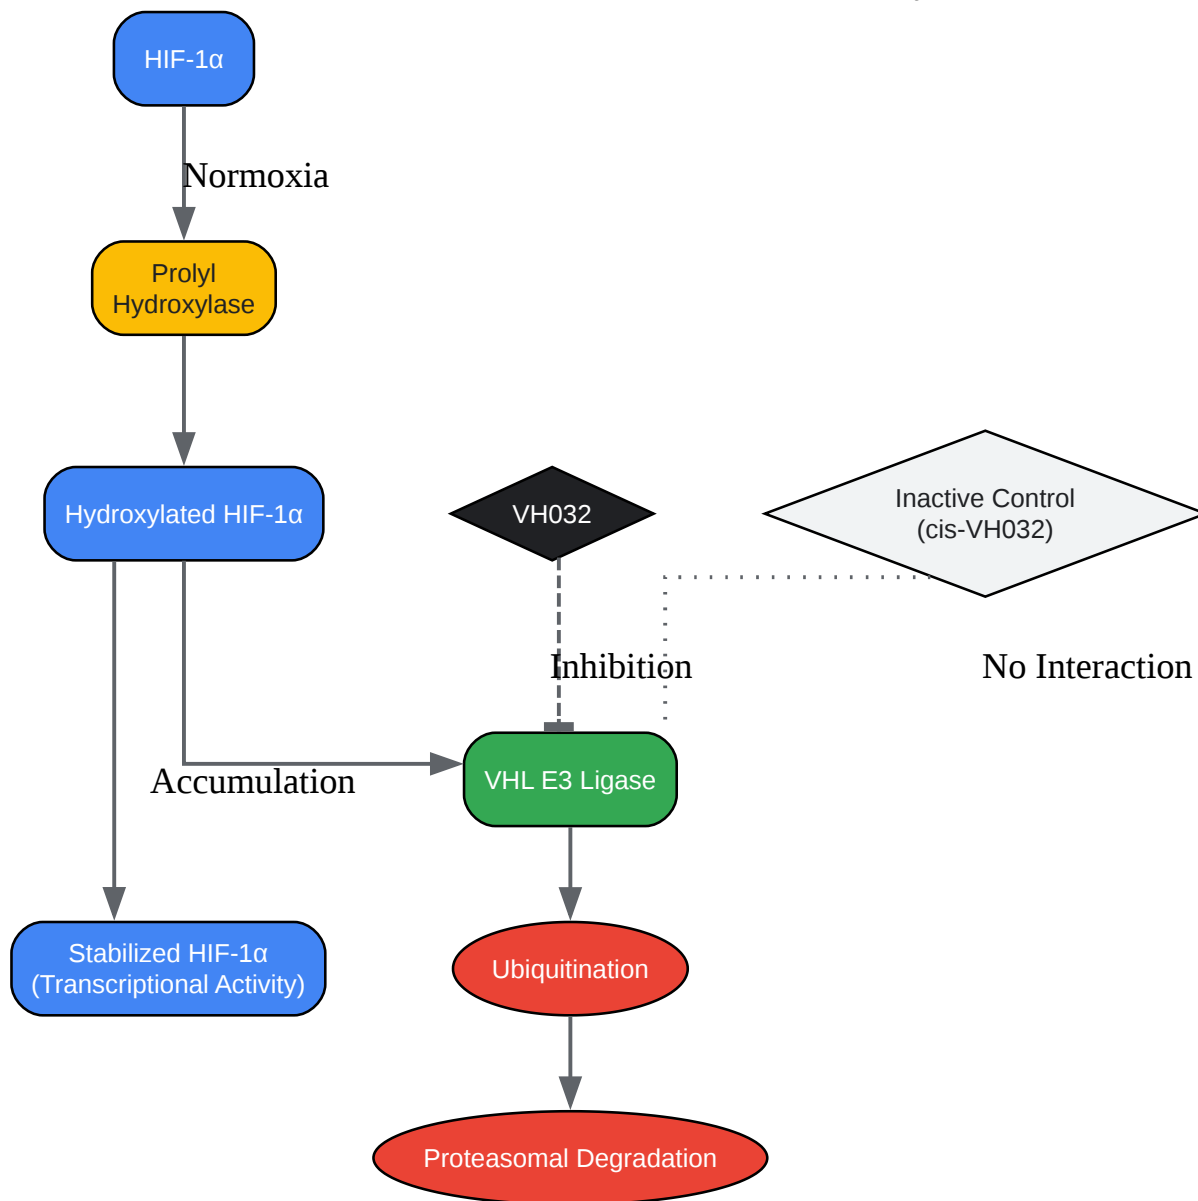 HIF-1α
Normoxia
Prolyl
Hydroxylase
Hydroxylated HIF-1α
VH032
Inactive Control
(cis-VH032)
Inhibition
No Interaction
Accumulation
VHL E3 Ligase
Stabilized HIF-1α
(Transcriptional Activity)
Ubiquitination
Proteasomal Degradation